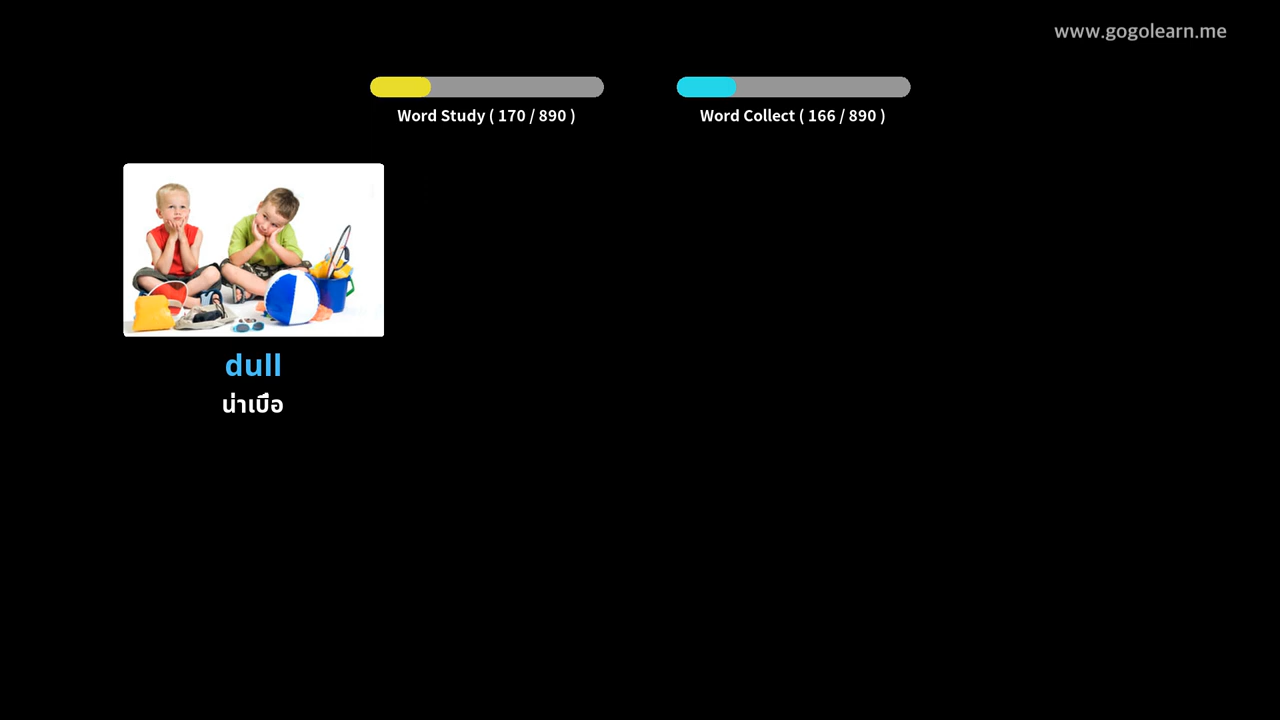 www.gogolearn.me
Word Study ( 170 / 890 )
Word Collect ( 166 / 890 )
dull
น่าเบื่อ